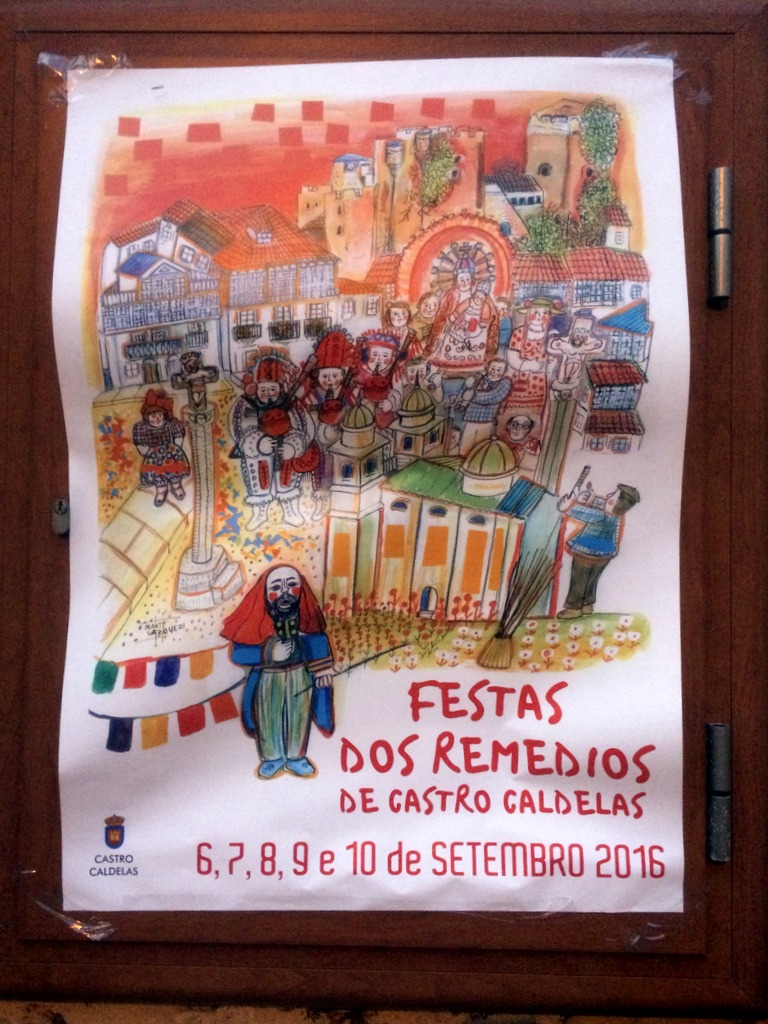 FESTAS
DOS REMEDIOS
DE CASTRO CALDELAS
CASTRO
CALDELAS
6, 7, 8, 9 e 10 de SETEMBRO 2016